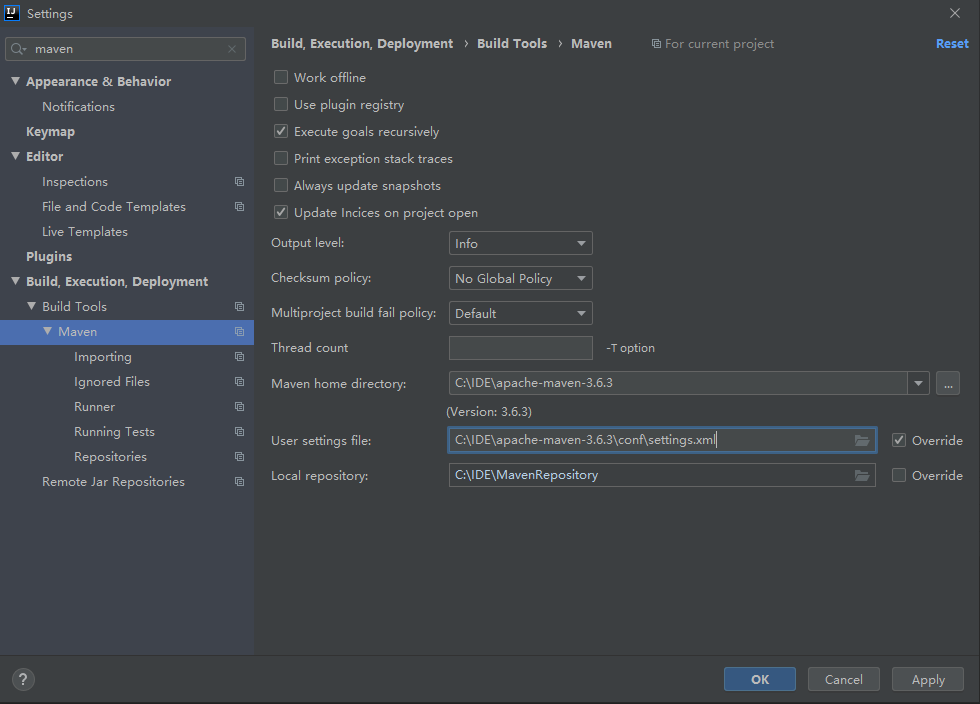 IJ Settings
maven
Appearance & Behavior
Notifications
Keymap
Editor
Inspections
File and Code Templates
Live Templates
Plugins
Build, Execution, Deployment
Build Tools
Maven
Importing
Ignored Files
Runner
Running Tests
Repositories
Remote Jar Repositories
Build, Execution, Deployment › Build Tools › Maven For current project Reset
Work offline
Use plugin registry
Execute goals recursively
Print exception stack traces
Always update snapshots
Update Incices on project open
Output level: Info
Checksum policy: No Global Policy
Multiproject build fail policy: Default
Thread count -T option
Maven home directory: C:\IDE\apache-maven-3.6.3 ...
(Version: 3.6.3)
User settings file: C:\IDE\apache-maven-3.6.3\conf\settings.xml Override
Local repository: C:\IDE\MavenRepository Override
? OK Cancel Apply